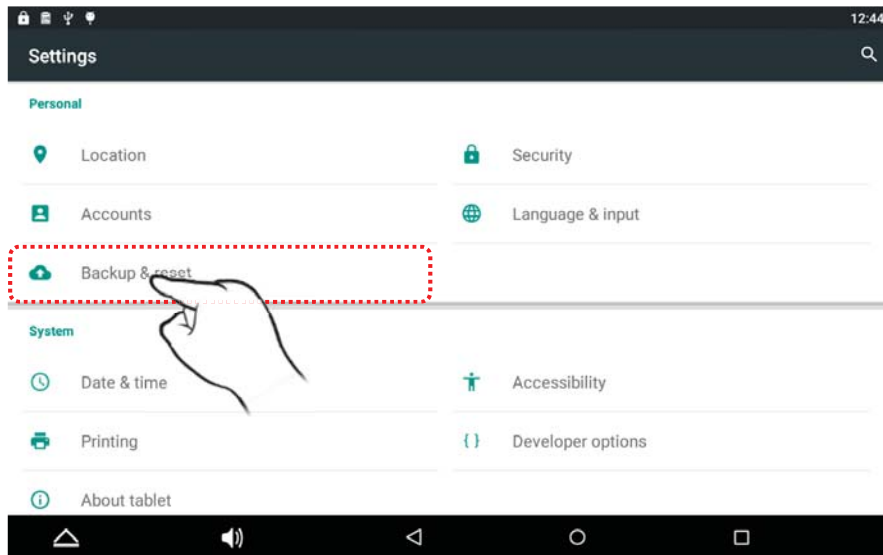 12:44
Settings
Personal
Location
Security
Accounts
Language & input
Backup & reset
System
Date & time
Accessibility
Printing
{ } Developer options
About tablet